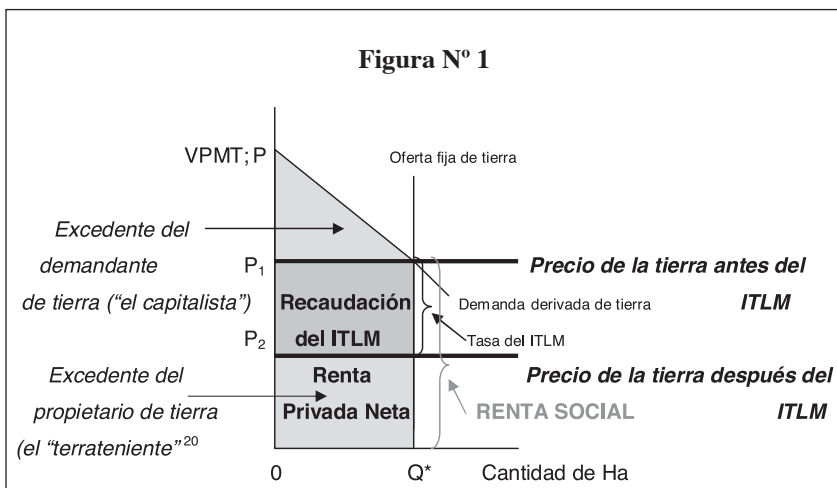 Figura Nº 1
VPMT; P
Oferta fija de tierra
Excedente del
demandante
de tierra ("el capitalista")
P1
Precio de la tierra antes del
ITLM
Recaudación
del ITLM
Demanda derivada de tierra
Tasa del ITLM
P2
Excedente del
propietario de tierra
(el "terrateniente" 20
Renta
Privada Neta
Precio de la tierra después del
ITLM
RENTA SOCIAL
0
Q*
Cantidad de Ha